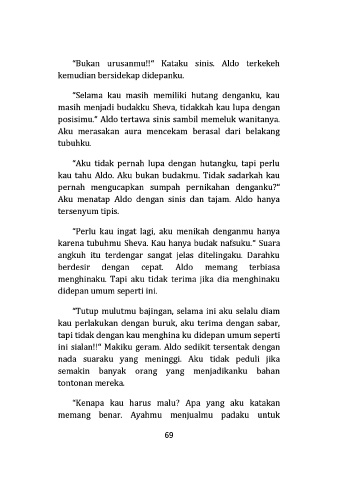 "Bukan urusanmu!!" Kataku sinis. Aldo terkekeh
kemudian bersidekap didepanku.
"Selama kau masih memiliki hutang denganku, kau
masih menjadi budakku Sheva, tidakkah kau lupa dengan
posisimu." Aldo tertawa sinis sambil memeluk wanitanya.
Aku merasakan aura mencekam berasal dari belakang
tubuhku.
"Aku tidak pernah lupa dengan hutangku, tapi perlu
kau tahu Aldo. Aku bukan budakmu. Tidak sadarkah kau
pernah mengucapkan sumpah pernikahan denganku?"
Aku menatap Aldo dengan sinis dan tajam. Aldo hanya
tersenyum tipis.
"Perlu kau ingat lagi, aku menikah denganmu hanya
karena tubuhmu Sheva. Kau hanya budak nafsuku." Suara
angkuh itu terdengar sangat jelas ditelingaku. Darahku
berdesir dengan cepat. Aldo memang terbiasa
menghinaku. Tapi aku tidak terima jika dia menghinaku
didepan umum seperti ini.
"Tutup mulutmu bajingan, selama ini aku selalu diam
kau perlakukan dengan buruk, aku terima dengan sabar,
tapi tidak dengan kau menghina ku didepan umum seperti
ini sialan!!" Makiku geram. Aldo sedikit tersentak dengan
nada suaraku yang meninggi. Aku tidak peduli jika
semakin banyak orang yang menjadikanku bahan
tontonan mereka.
"Kenapa kau harus malu? Apa yang aku katakan
memang benar. Ayahmu menjualmu padaku untuk
69